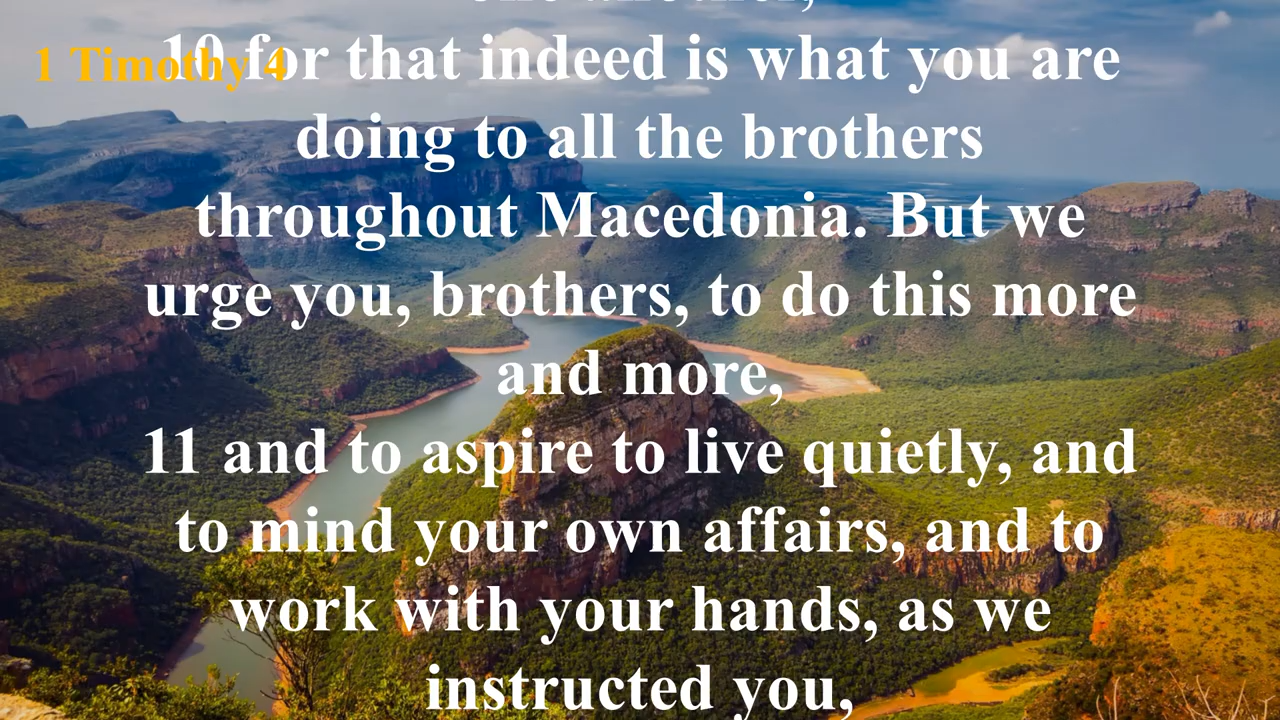 one another,
1 Timothy 4
10 for that indeed is what you are
doing to all the brothers
throughout Macedonia. But we
urge you, brothers, to do this more
and more,
11 and to aspire to live quietly, and
to mind your own affairs, and to
work with your hands, as we
instructed you,